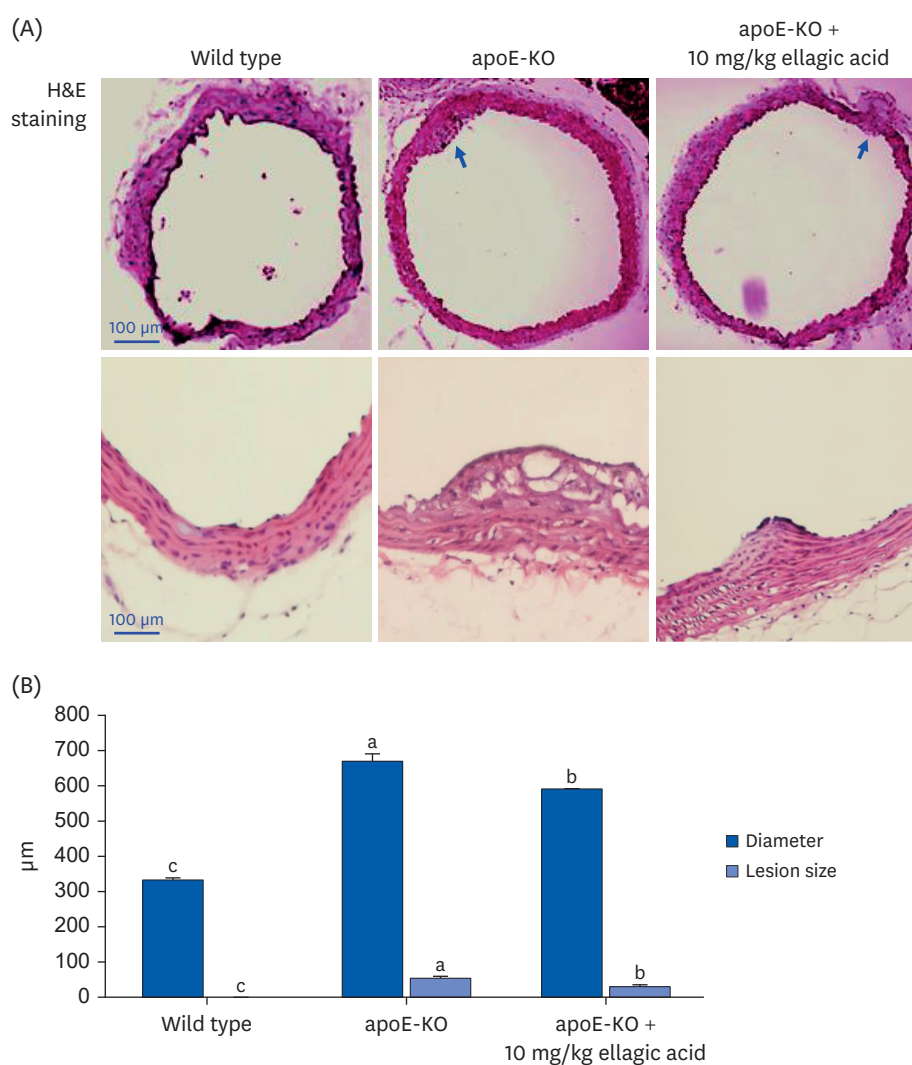 (A)
Wild type
apoE-KO
apoE-KO +
10 mg/kg ellagic acid
H&E
staining
100 µm
100 µm
(B)
800
700
600
500
400
300
200
100
0
µm
c
c
a
a
b
b
Diameter
Lesion size
Wild type
apoE-KO
apoE-KO +
10 mg/kg ellagic acid